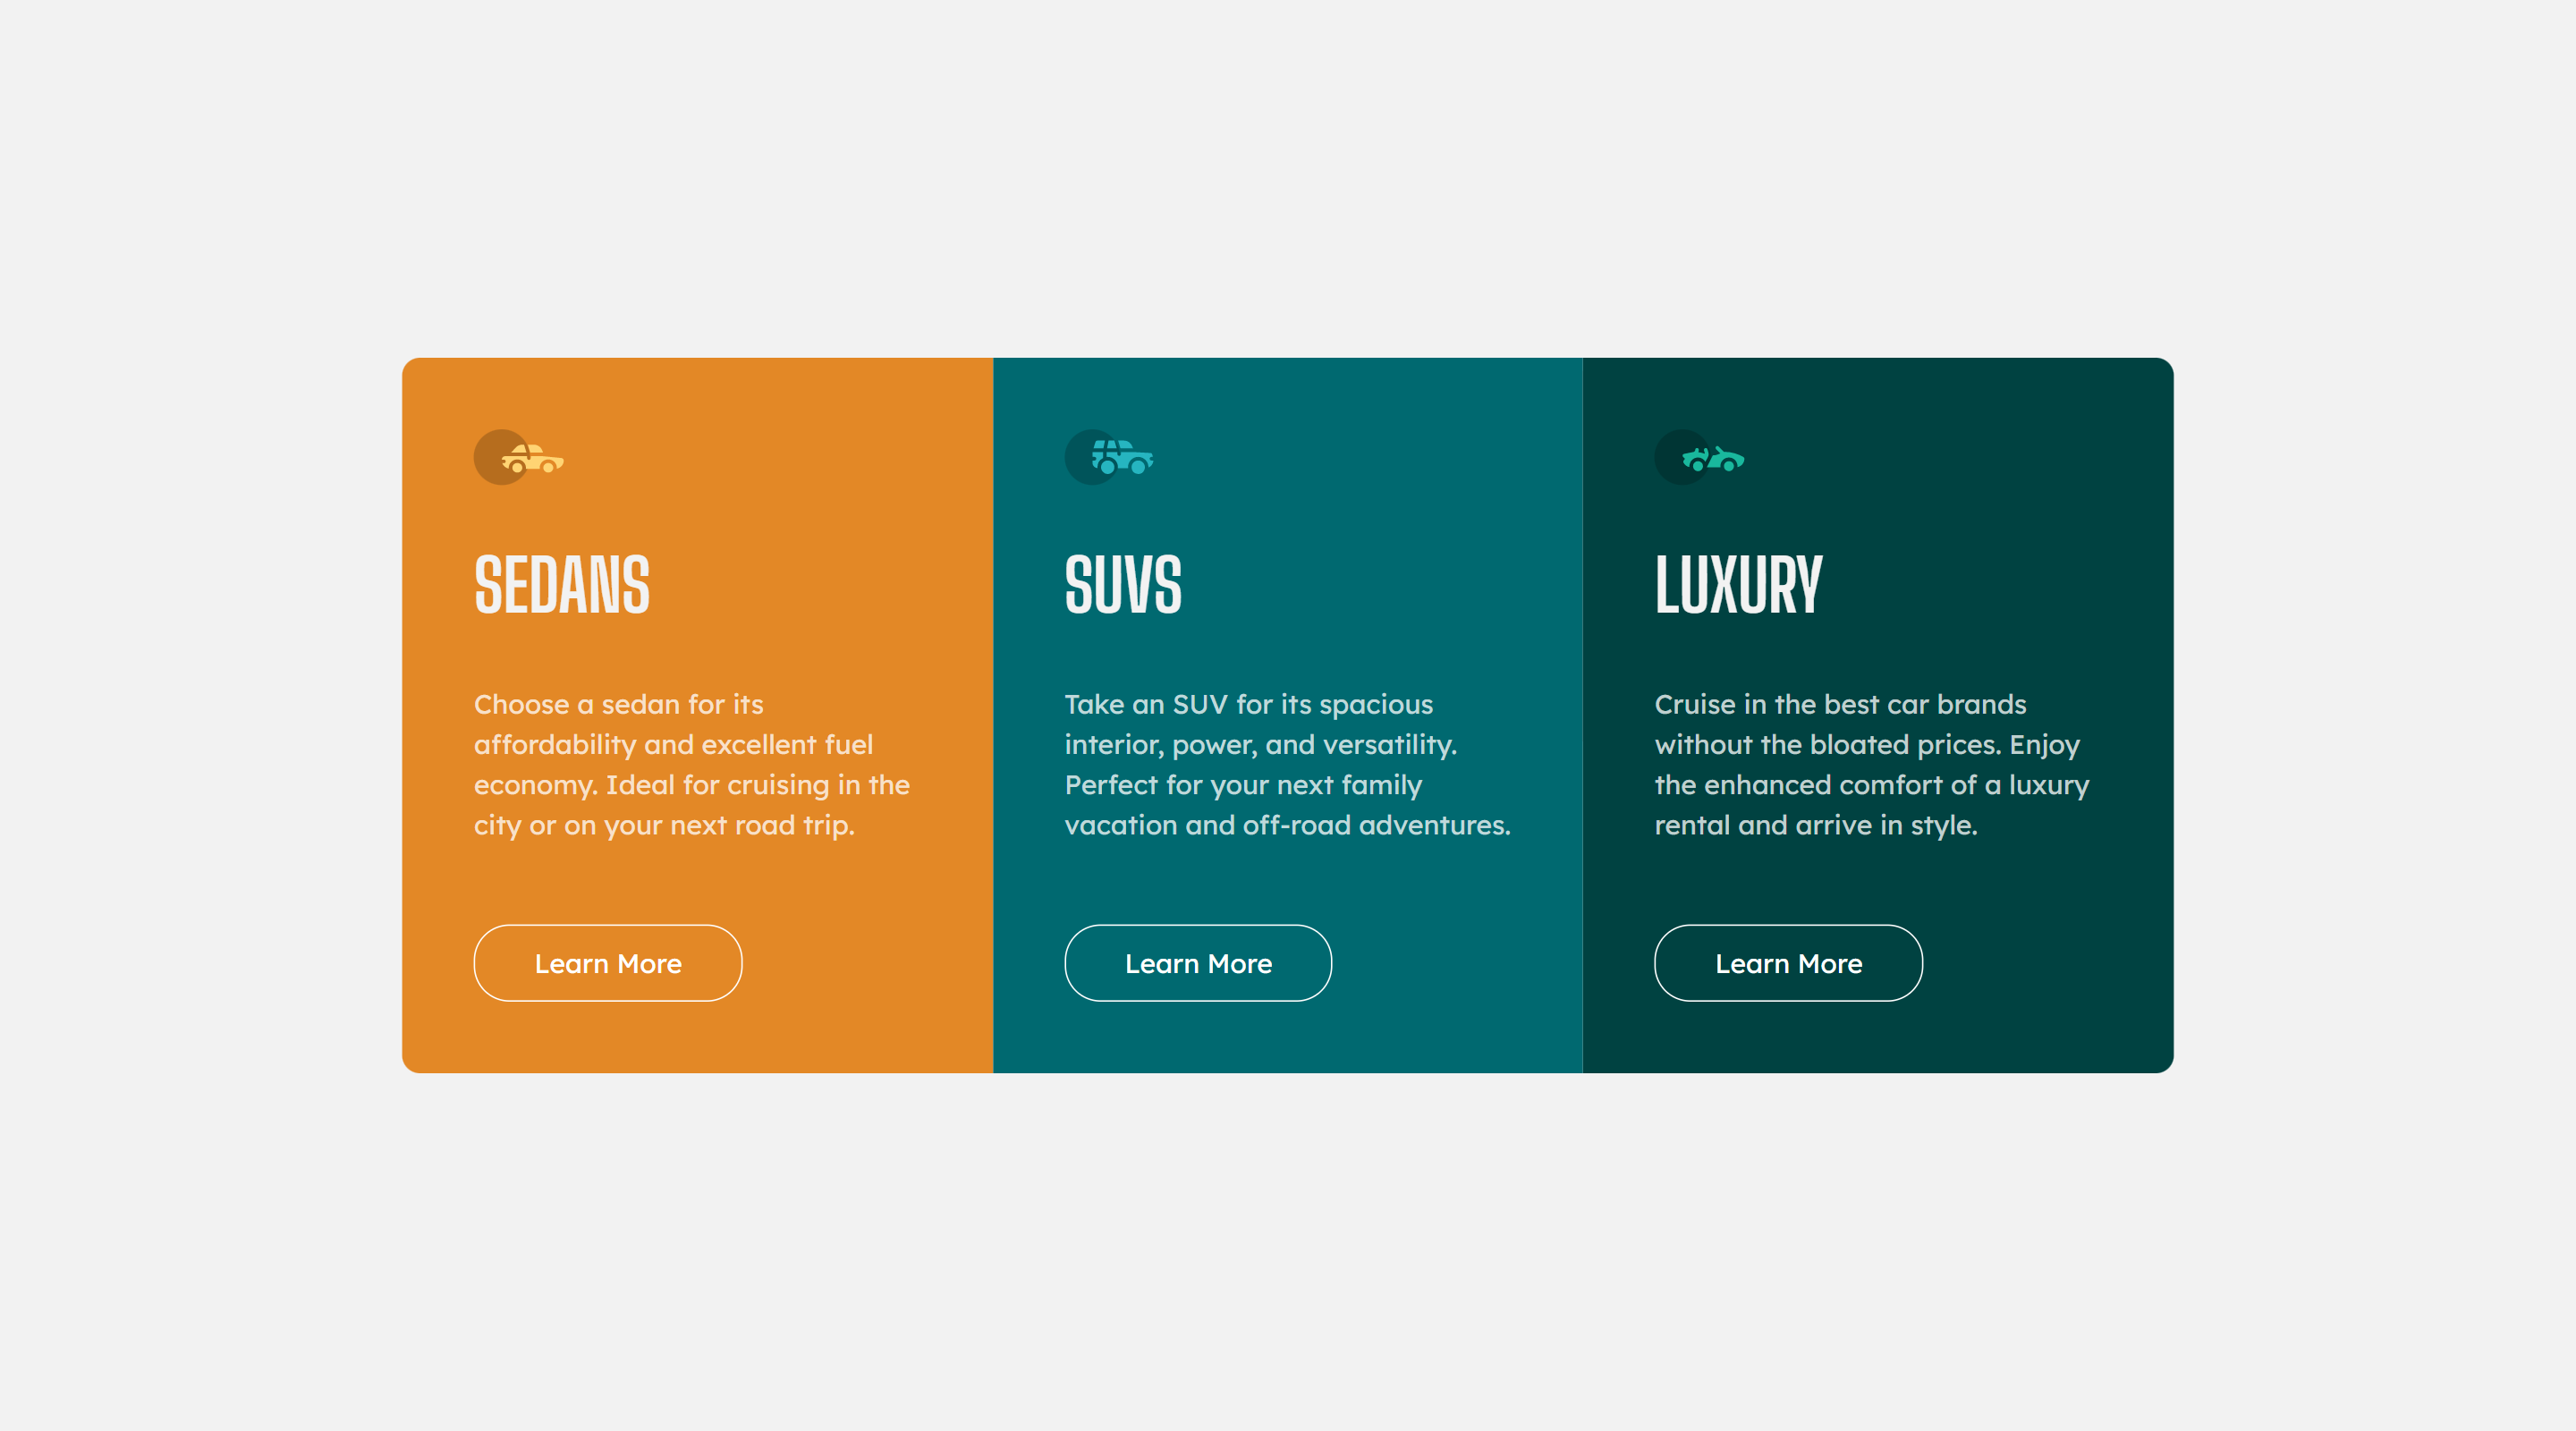 SEDANS
Choose a sedan for its
affordability and excellent fuel
economy. Ideal for cruising in the
city or on your next road trip.
Learn More
SUVS
Take an SUV for its spacious
interior, power, and versatility.
Perfect for your next family
vacation and off-road adventures.
Learn More
LUXURY
Cruise in the best car brands
without the bloated prices. Enjoy
the enhanced comfort of a luxury
rental and arrive in style.
Learn More